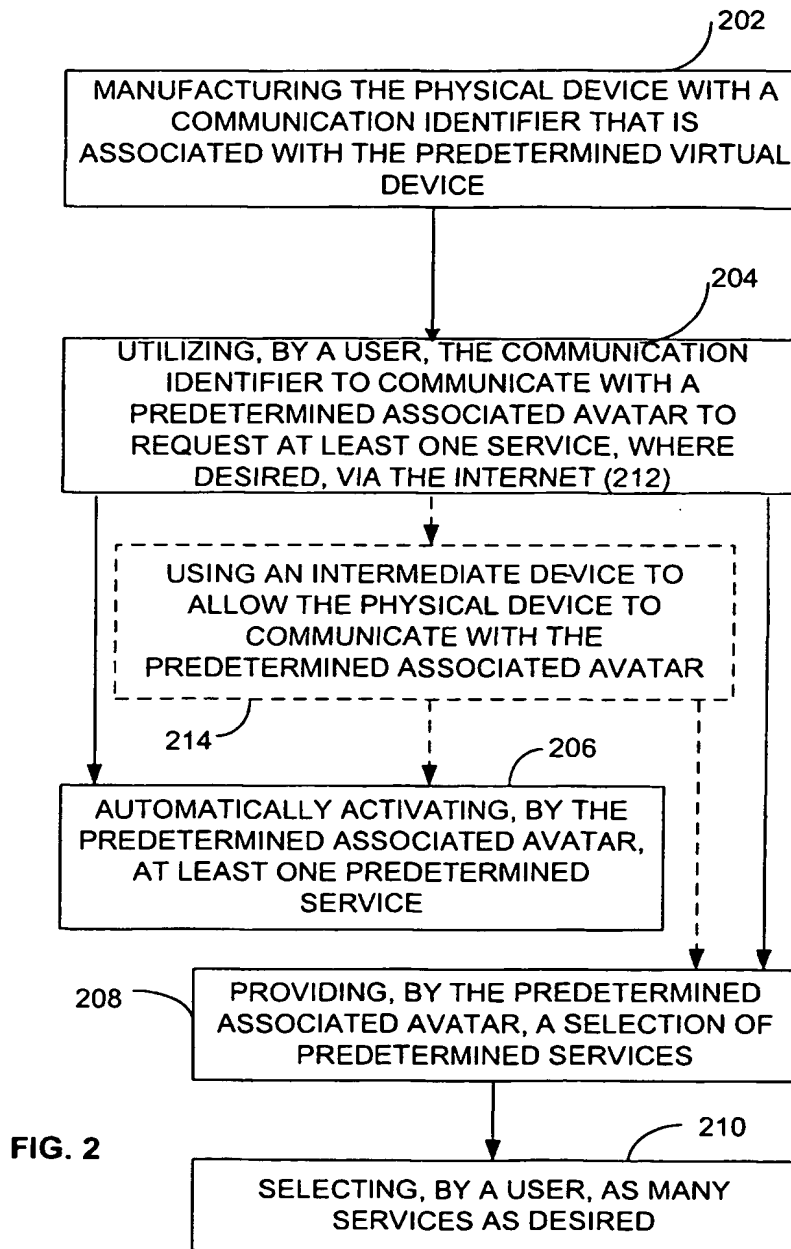 202
MANUFACTURING THE PHYSICAL DEVICE WITH A
COMMUNICATION IDENTIFIER THAT IS
ASSOCIATED WITH THE PREDETERMINED VIRTUAL
DEVICE
204
UTILIZING, BY A USER, THE COMMUNICATION
IDENTIFIER TO COMMUNICATE WITH A
PREDETERMINED ASSOCIATED AVATAR TO
REQUEST AT LEAST ONE SERVICE, WHERE
DESIRED, VIA THE INTERNET (212)
USING AN INTERMEDIATE DEVICE TO
ALLOW THE PHYSICAL DEVICE TO
COMMUNICATE WITH THE
PREDETERMINED ASSOCIATED AVATAR
214
206
AUTOMATICALLY ACTIVATING, BY THE
PREDETERMINED ASSOCIATED AVATAR,
AT LEAST ONE PREDETERMINED
SERVICE
208
PROVIDING, BY THE PREDETERMINED
ASSOCIATED AVATAR, A SELECTION OF
PREDETERMINED SERVICES
FIG. 2
210
SELECTING, BY A USER, AS MANY
SERVICES AS DESIRED